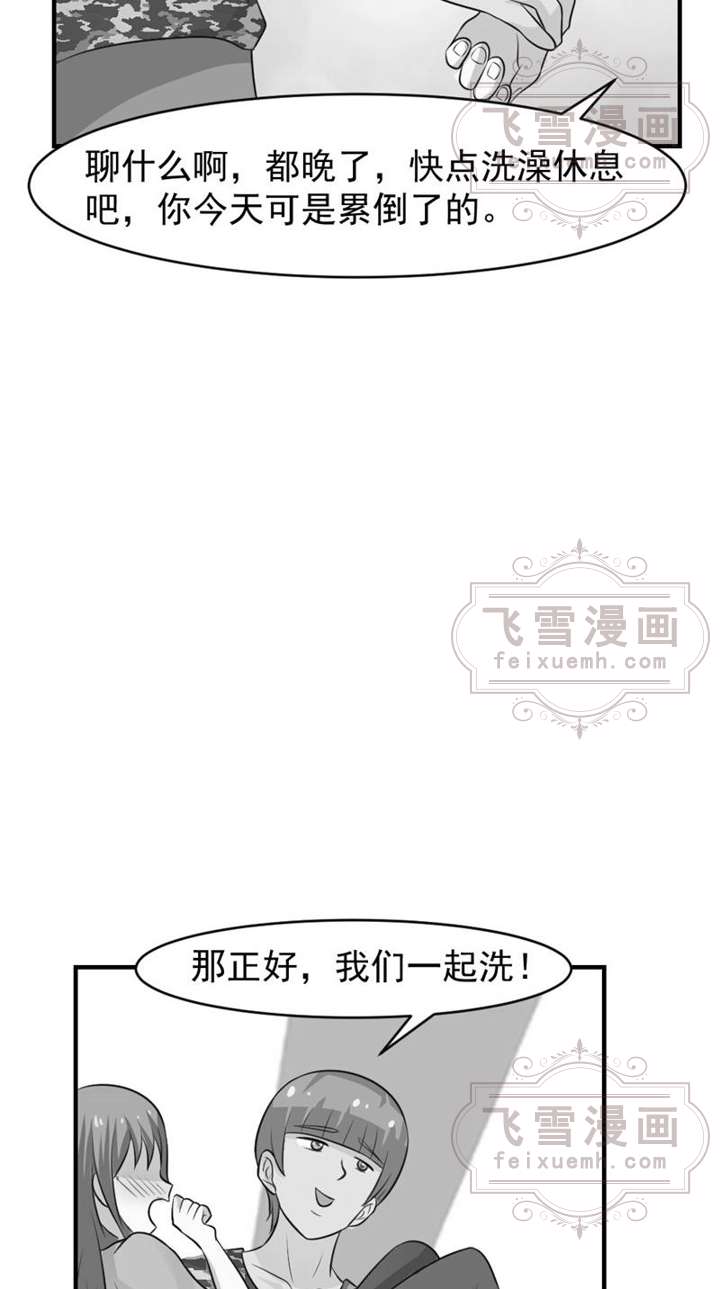 飞雪漫画
feixuemh.com
聊什么啊，都晚了，快点洗澡休息
吧，你今天可是累倒了的。
飞雪漫画
feixuemh.com
那正好，我们一起洗！
飞雪漫画
feixuemh.com